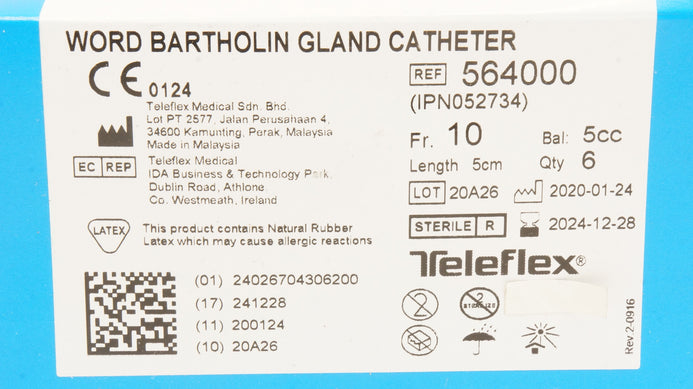 WORD BARTHOLIN GLAND CATHETER
CE 0124
Teleflex Medical Sdn. Bhd.
Lot PT 2577, Jalan Perusahaan 4,
34600 Kamunting, Perak, Malaysia
Made in Malaysia
EC REP
Teleflex Medical
IDA Business & Technology Park,
Dublin Road, Athlone,
Co. Westmeath, Ireland
LATEX
This product contains Natural Rubber
Latex which may cause allergic reactions
(01) 24026704306200
(17) 241228
(11) 200124
(10) 20A26
REF 564000
(IPN052734)
Fr. 10 Bal: 5cc
Length 5cm Qty 6
LOT 20A26 2020-01-24
STERILE R 2024-12-28
Teleflex®
2
2 STERILIZE
Rev.2-0916